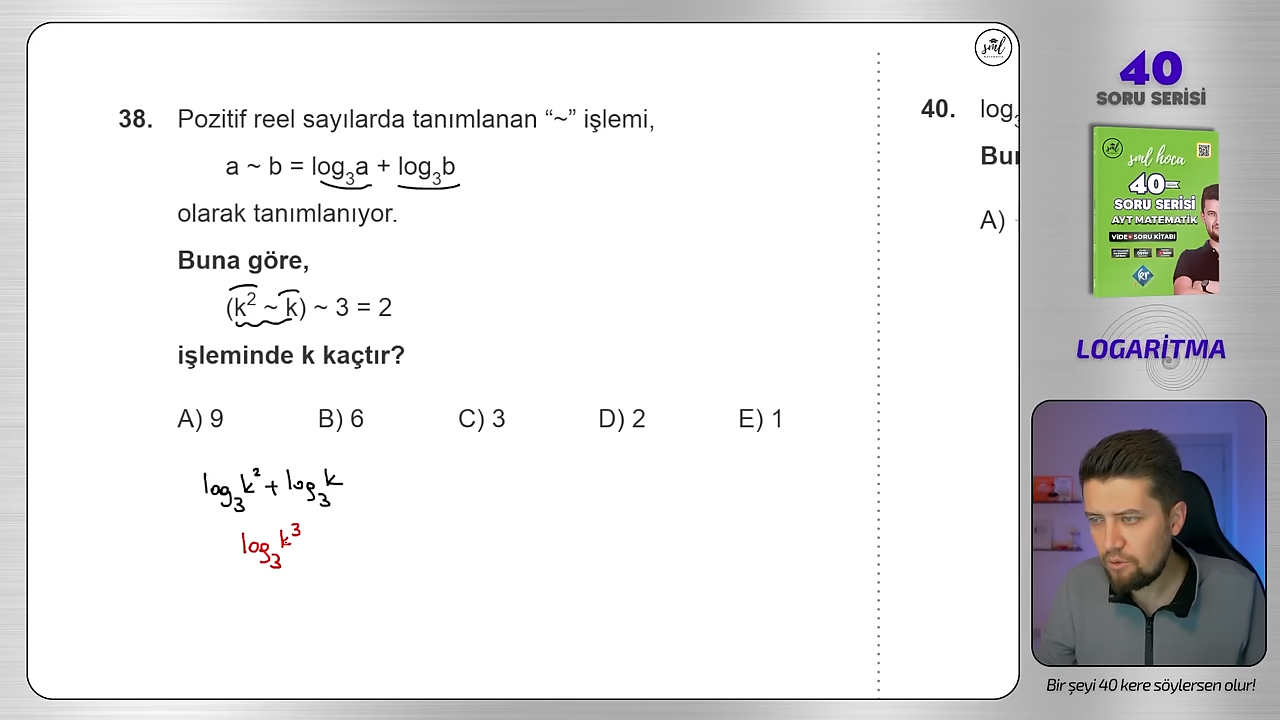 38. Pozitif reel sayılarda tanımlanan “~” işlemi,
a ~ b = log₃a + log₃b
olarak tanımlanıyor.
Buna göre,
(k² ~ k) ~ 3 = 2
işleminde k kaçtır?
A) 9 B) 6 C) 3 D) 2 E) 1
log₃k² + log₃k
log₃k³
40. log₃
Bu
A)
sml
40
SORU SERİSİ
sml hoca
40
SORU SERİSİ
AYT MATEMATİK
VİDEO SORU KİTABI
LOGARİTMA
Bir şeyi 40 kere söylersen olur!